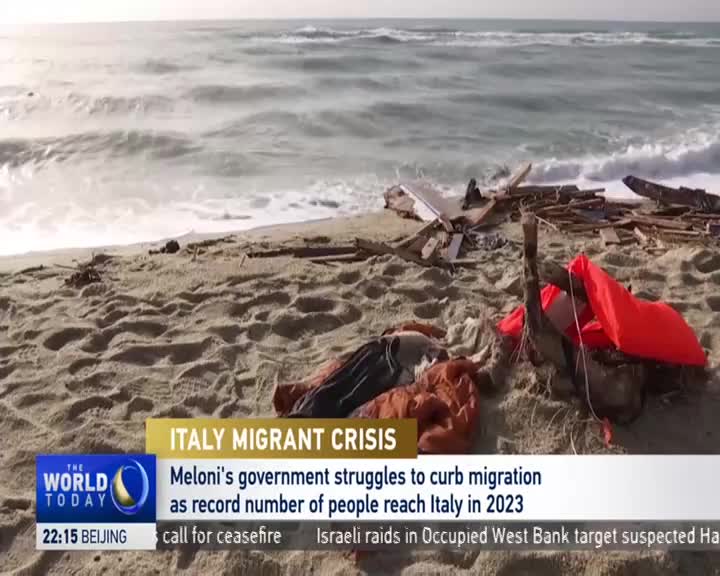 ITALY MIGRANT CRISIS
Meloni's government struggles to curb migration
as record number of people reach Italy in 2023
THE
WORLD
TODAY
22:15 BEIJING
call for ceasefire Israeli raids in Occupied West Bank target suspected